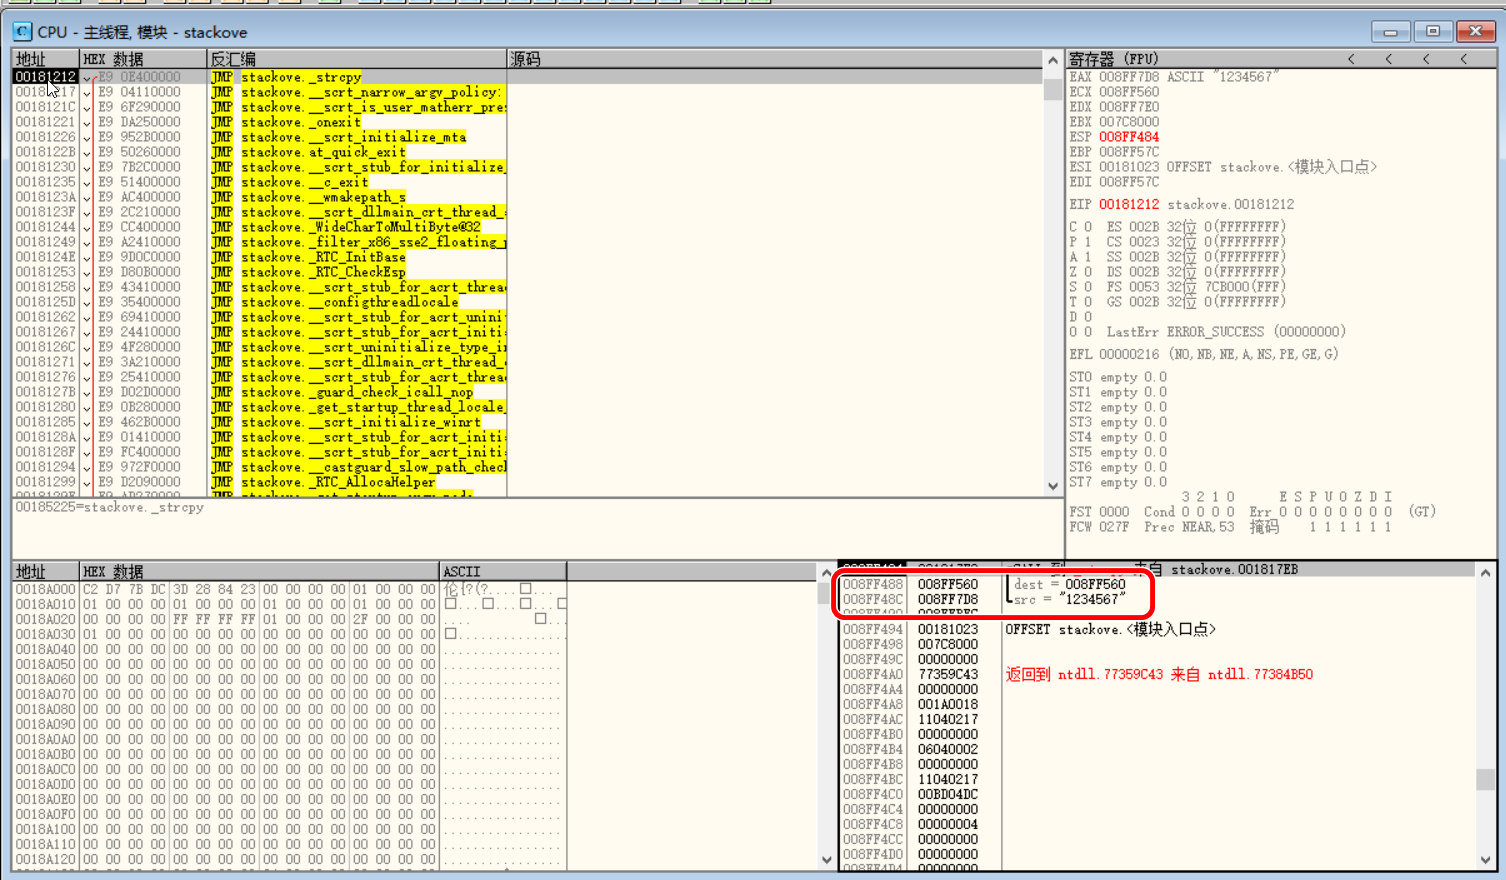 CPU - 主线程, 模块 - stackove
地址 HEX 数据 反汇编 源码
00181212 E9 0E400000 JMP stackove._strcpy
00181217 E9 04110000 JMP stackove.__scrt_narrow_argv_policy:
0018121C E9 6F290000 JMP stackove.__scrt_is_user_matherr_pre
00181221 E9 DA250000 JMP stackove._onexit
00181226 E9 952B0000 JMP stackove.__scrt_initialize_mta
0018122B E9 50260000 JMP stackove.at_quick_exit
00181230 E9 7B2C0000 JMP stackove.__scrt_stub_for_initialize_
00181235 E9 51400000 JMP stackove.__c_exit
0018123A E9 AC400000 JMP stackove.__wmakepath_s
0018123F E9 2C210000 JMP stackove.__scrt_dllmain_crt_thread_
00181244 E9 CC400000 JMP stackove._WideCharToMultiByte@32
00181249 E9 A2410000 JMP stackove._filter_x86_sse2_floating_
0018124E E9 9D0C0000 JMP stackove._RTC_InitBase
00181253 E9 D80B0000 JMP stackove._RTC_CheckEsp
00181258 E9 43410000 JMP stackove.__scrt_stub_for_acrt_threa
0018125D E9 35400000 JMP stackove.__configthreadlocale
00181262 E9 69410000 JMP stackove.__scrt_stub_for_acrt_unini
00181267 E9 24410000 JMP stackove.__scrt_stub_for_acrt_initi
0018126C E9 4F280000 JMP stackove.__scrt_uninitialize_type_i
00181271 E9 3A210000 JMP stackove.__scrt_dllmain_crt_thread_
00181276 E9 25410000 JMP stackove.__scrt_stub_for_acrt_threa
0018127B E9 D02D0000 JMP stackove._guard_check_icall_nop
00181280 E9 0B280000 JMP stackove._get_startup_thread_locale_
00181285 E9 462B0000 JMP stackove.__scrt_initialize_winrt
0018128A E9 01410000 JMP stackove.__scrt_stub_for_acrt_initi
0018128F E9 FC400000 JMP stackove.__scrt_stub_for_acrt_initi
00181294 E9 972F0000 JMP stackove.__castguard_slow_path_chec
00181299 E9 D2090000 JMP stackove._RTC_AllocaHelper
00185225=stackove._strcpy
寄存器 (FPU) < < < <
EAX 008FF7D8 ASCII "1234567"
ECX 008FF560
EDX 008FF7E0
EBX 007C8000
ESP 008FF484
EBP 008FF57C
ESI 00181023 OFFSET stackove.<模块入口点>
EDI 008FF57C
EIP 00181212 stackove.00181212
C 0 ES 002B 32位 0(FFFFFFFF)
P 1 CS 0023 32位 0(FFFFFFFF)
A 1 SS 002B 32位 0(FFFFFFFF)
Z 0 DS 002B 32位 0(FFFFFFFF)
S 0 FS 0053 32位 7CB000(FFF)
T 0 GS 002B 32位 0(FFFFFFFF)
D 0
O 0 LastErr ERROR_SUCCESS (00000000)
EFL 00000216 (NO,NB,NE,A,NS,PE,GE,G)
ST0 empty 0.0
ST1 empty 0.0
ST2 empty 0.0
ST3 empty 0.0
ST4 empty 0.0
ST5 empty 0.0
ST6 empty 0.0
ST7 empty 0.0
3 2 1 0 E S P U O Z D I
FST 0000 Cond 0 0 0 0 Err 0 0 0 0 0 0 0 0 (GT)
FCW 027F Prec NEAR,53 掩码 1 1 1 1 1 1
地址 HEX 数据 ASCII
0018A000 C2 D7 7B DC 3D 28 84 23 00 00 00 00 01 00 00 00
0018A010 01 00 00 00 01 00 00 00 01 00 00 00 01 00 00 00
0018A020 00 00 00 00 FF FF FF FF 01 00 00 00 2F 00 00 00
0018A030 01 00 00 00 00 00 00 00 00 00 00 00 00 00 00 00
0018A040 00 00 00 00 00 00 00 00 00 00 00 00 00 00 00 00
0018A050 00 00 00 00 00 00 00 00 00 00 00 00 00 00 00 00
0018A060 00 00 00 00 00 00 00 00 00 00 00 00 00 00 00 00
0018A070 00 00 00 00 00 00 00 00 00 00 00 00 00 00 00 00
0018A080 00 00 00 00 00 00 00 00 00 00 00 00 00 00 00 00
0018A090 00 00 00 00 00 00 00 00 00 00 00 00 00 00 00 00
0018A0A0 00 00 00 00 00 00 00 00 00 00 00 00 00 00 00 00
0018A0B0 00 00 00 00 00 00 00 00 00 00 00 00 00 00 00 00
0018A0C0 00 00 00 00 00 00 00 00 00 00 00 00 00 00 00 00
0018A0D0 00 00 00 00 00 00 00 00 00 00 00 00 00 00 00 00
0018A0E0 00 00 00 00 00 00 00 00 00 00 00 00 00 00 00 00
0018A0F0 00 00 00 00 00 00 00 00 00 00 00 00 00 00 00 00
0018A100 00 00 00 00 00 00 00 00 00 00 00 00 00 00 00 00
0018A110 00 00 00 00 00 00 00 00 00 00 00 00 00 00 00 00
0018A120 00 00 00 00 00 00 00 00 00 00 00 00 00 00 00 00
来自 stackove.001817EB
008FF488 008FF560 dest = 008FF560
008FF48C 008FF7D8 src = "1234567"
008FF494 00181023 OFFSET stackove.<模块入口点>
008FF498 007C8000
008FF49C 00000000
008FF4A0 77359C43 返回到 ntdll.77359C43 来自 ntdll.77384B50
008FF4A4 00000000
008FF4A8 001A0018
008FF4AC 11040217
008FF4B0 00000000
008FF4B4 06040002
008FF4B8 00000000
008FF4BC 11040217
008FF4C0 00BD04DC
008FF4C4 00000000
008FF4C8 00000004
008FF4CC 00000000
008FF4D0 00000000